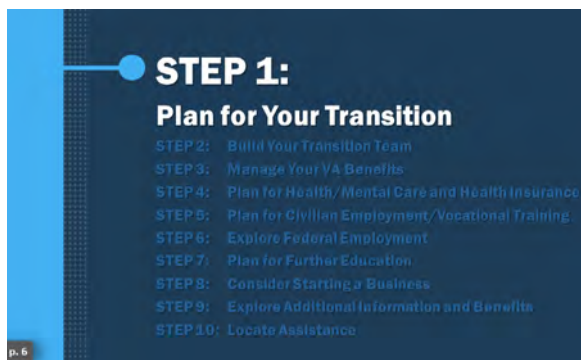 STEP 1:
Plan for Your Transition
STEP 2: Build Your Transition Team
STEP 3: Manage Your VA Benefits
STEP 4: Plan for Health/Mental Care and Health Insurance
STEP 5: Plan for Civilian Employment/Vocational Training
STEP 6: Explore Federal Employment
STEP 7: Plan for Further Education
STEP 8: Consider Starting a Business
STEP 9: Explore Additional Information and Benefits
STEP 10: Locate Assistance
p. 6